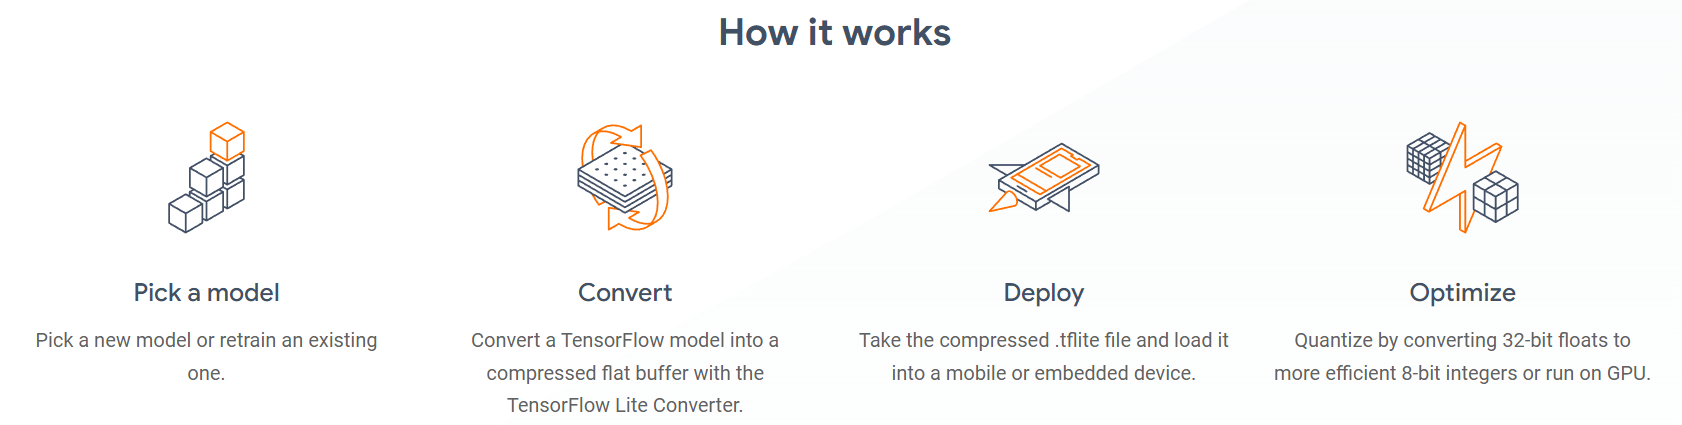 How it works
Pick a model
Pick a new model or retrain an existing
one.
Convert
Convert a TensorFlow model into a
compressed flat buffer with the
TensorFlow Lite Converter.
Deploy
Take the compressed .tflite file and load it
into a mobile or embedded device.
Optimize
Quantize by converting 32-bit floats to
more efficient 8-bit integers or run on GPU.